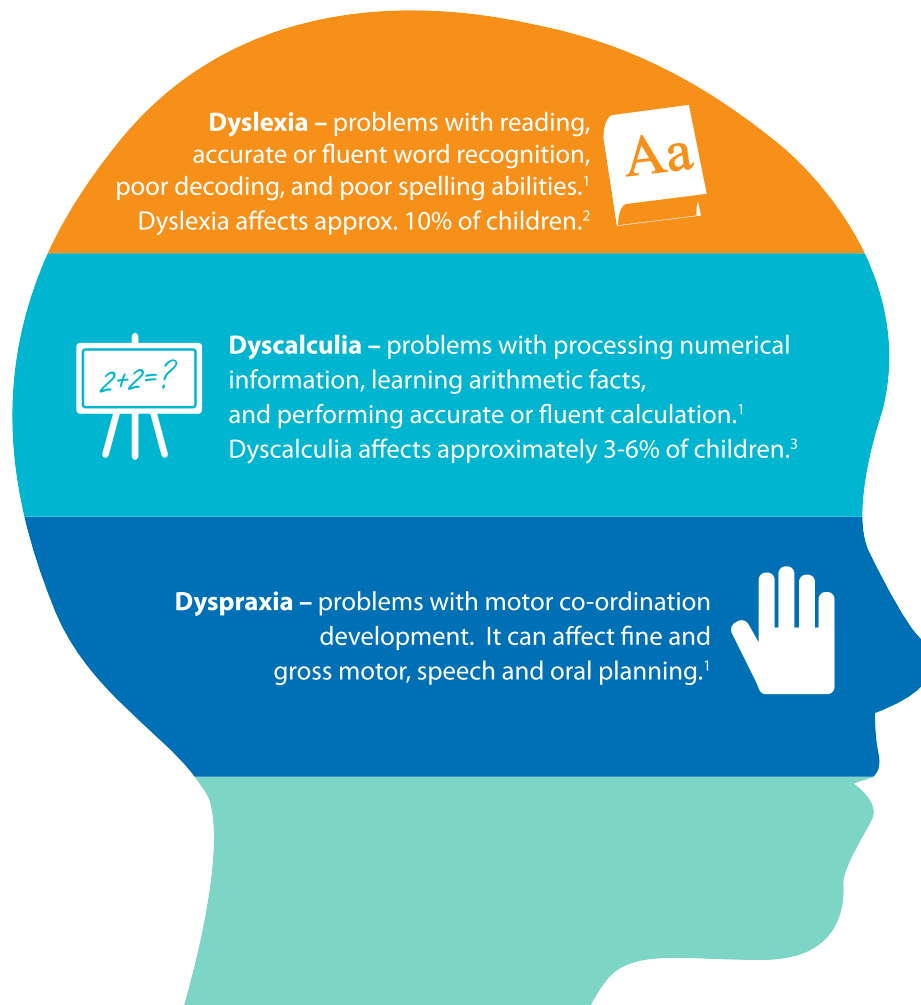 Dyslexia – problems with reading,
accurate or fluent word recognition,
poor decoding, and poor spelling abilities.¹
Dyslexia affects approx. 10% of children.²
Aa
2+2=?
Dyscalculia – problems with processing numerical
information, learning arithmetic facts,
and performing accurate or fluent calculation.¹
Dyscalculia affects approximately 3-6% of children.³
Dyspraxia – problems with motor co-ordination
development. It can affect fine and
gross motor, speech and oral planning.¹